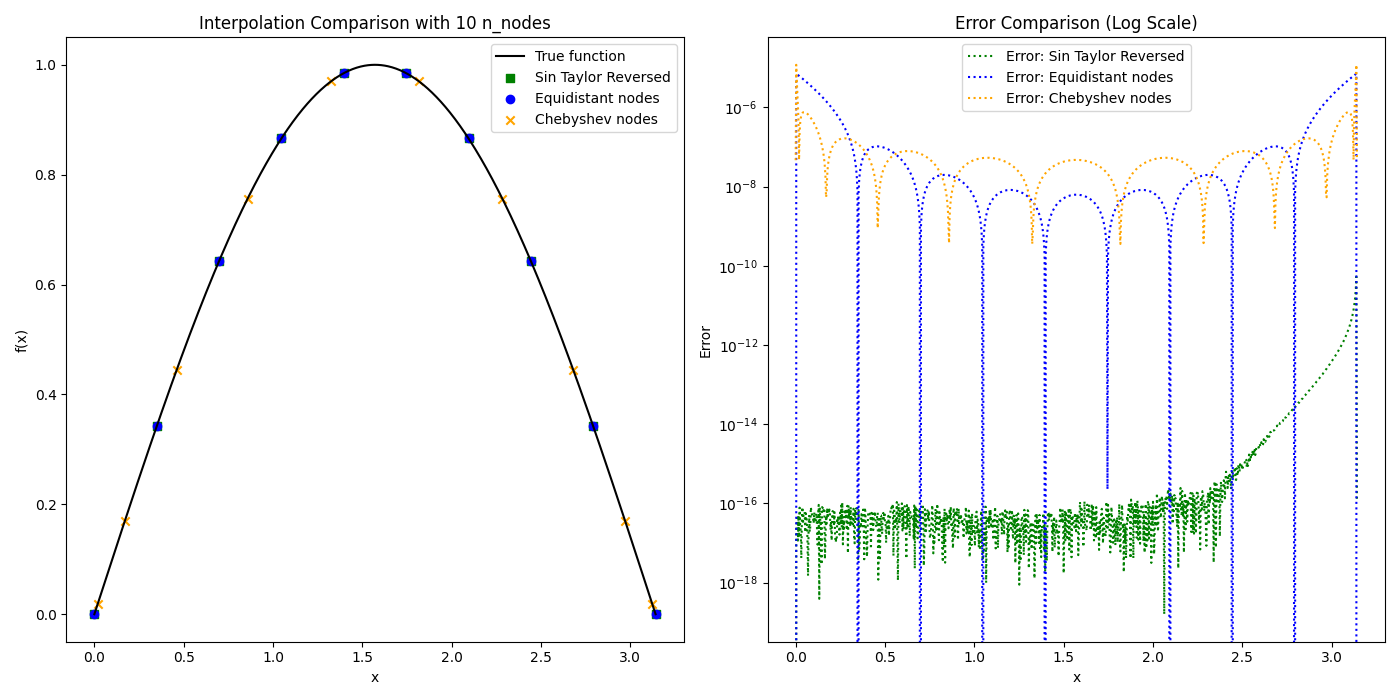 Interpolation Comparison with 10 n_nodes
True function
Sin Taylor Reversed
Equidistant nodes
Chebyshev nodes
f(x)
1.0
0.8
0.6
0.4
0.2
0.0
0.0 0.5 1.0 1.5 2.0 2.5 3.0
x
Error Comparison (Log Scale)
Error: Sin Taylor Reversed
Error: Equidistant nodes
Error: Chebyshev nodes
Error
10⁻⁶
10⁻⁸
10⁻¹⁰
10⁻¹²
10⁻¹⁴
10⁻¹⁶
10⁻¹⁸
0.0 0.5 1.0 1.5 2.0 2.5 3.0
x